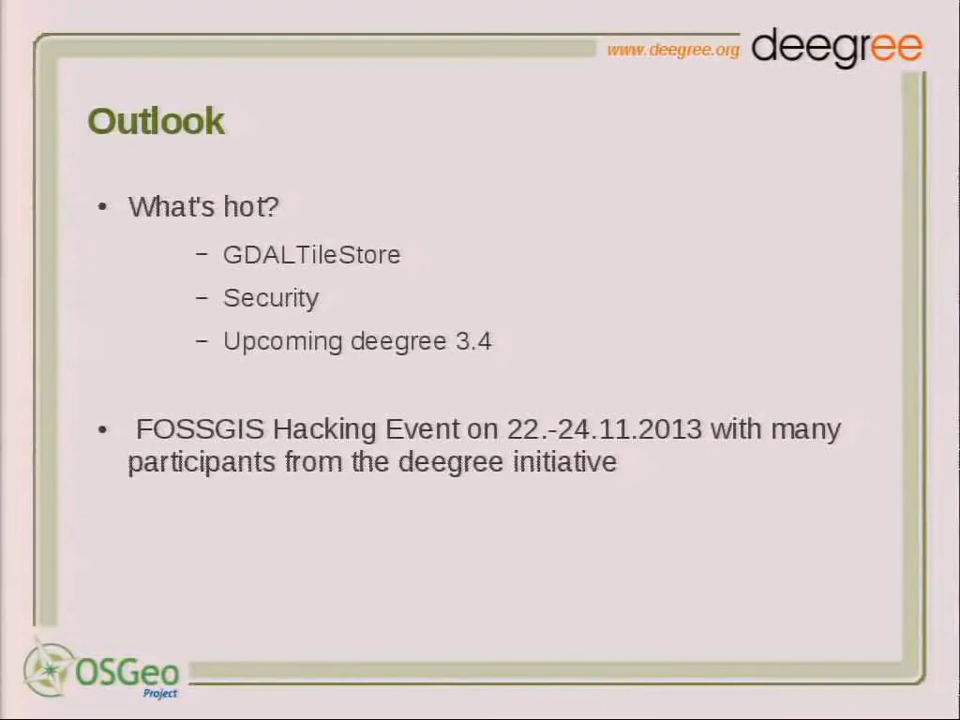 www.deegree.org deegree
Outlook
• What's hot?
– GDALTileStore
– Security
– Upcoming deegree 3.4
• FOSSGIS Hacking Event on 22.-24.11.2013 with many
participants from the deegree initiative
OSGeo
Project